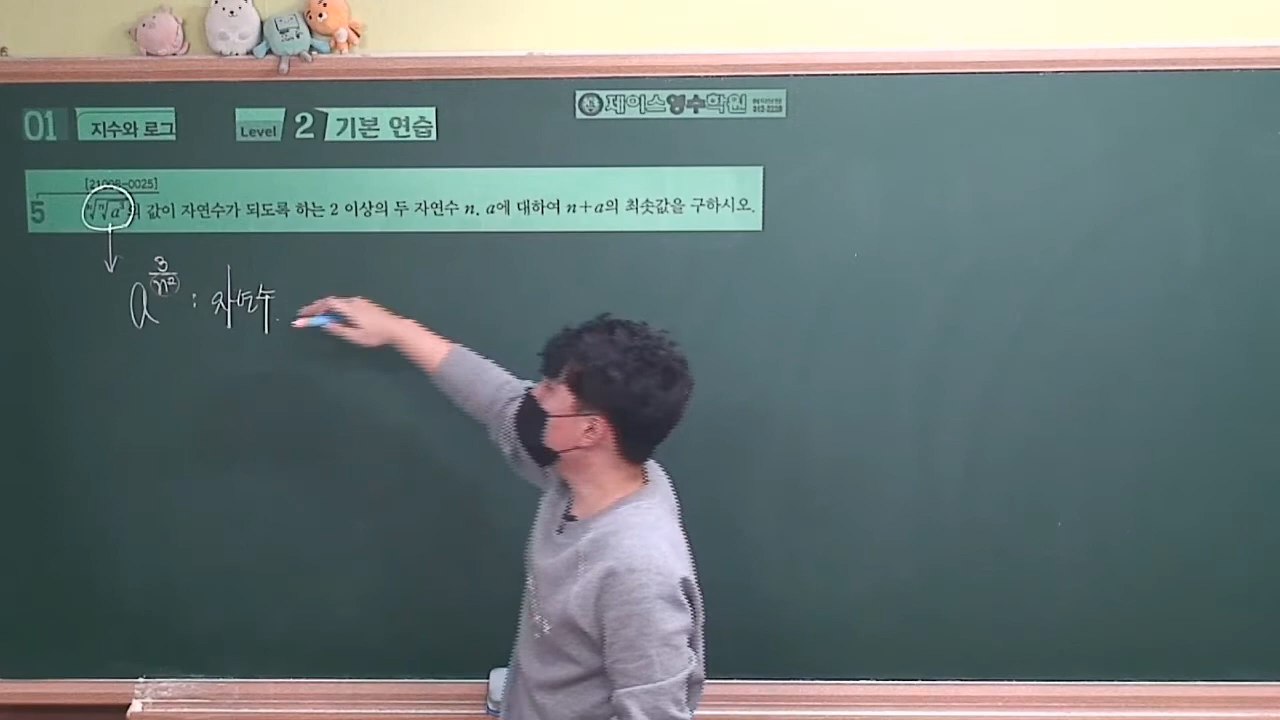 제이스영수학원
01 지수와 로그
Level 2 기본 연습
5 ⁿ√ⁿ√a³의 값이 자연수가 되도록 하는 2 이상의 두 자연수 n, a에 대하여 n+a의 최솟값을 구하시오.
a^(3/n²) : 자연수